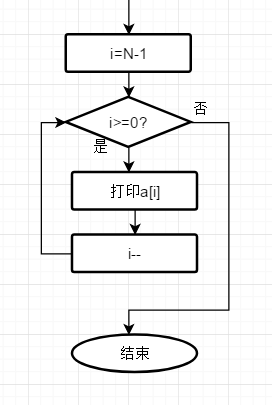 i=N-1
否
i>=0?
是
打印a[i]
i--
结束